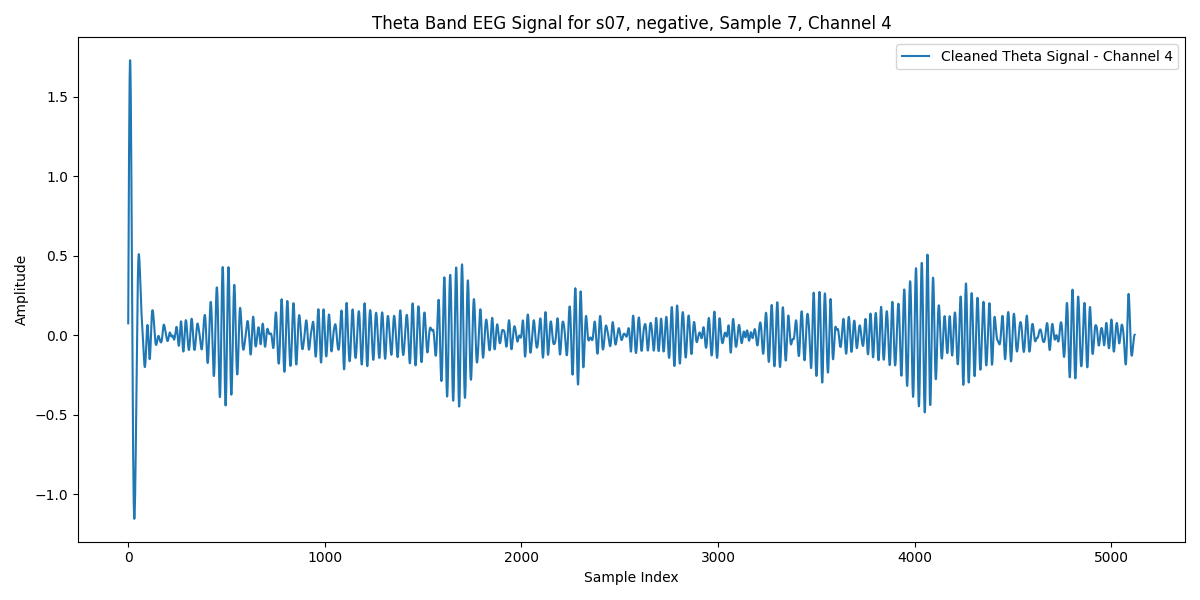 Theta Band EEG Signal for s07, negative, Sample 7, Channel 4
Cleaned Theta Signal - Channel 4
Amplitude
1.5
1.0
0.5
0.0
−0.5
−1.0
0 1000 2000 3000 4000 5000
Sample Index